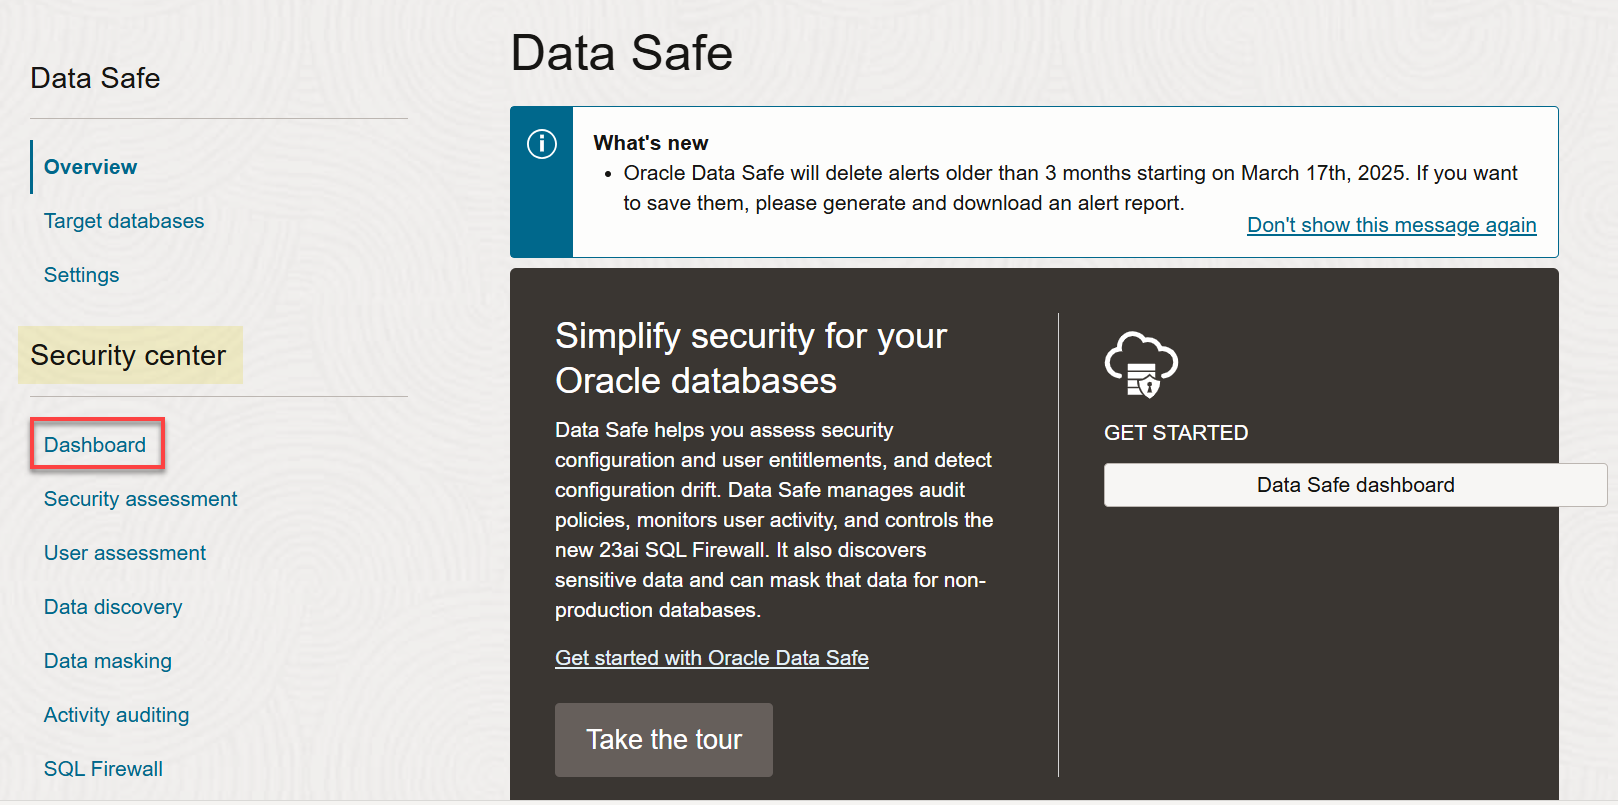 Data Safe
Overview
Target databases
Settings
Security center
Dashboard
Security assessment
User assessment
Data discovery
Data masking
Activity auditing
SQL Firewall
Data Safe
What's new
• Oracle Data Safe will delete alerts older than 3 months starting on March 17th, 2025. If you want
to save them, please generate and download an alert report.
Don't show this message again
Simplify security for your
Oracle databases
Data Safe helps you assess security
configuration and user entitlements, and detect
configuration drift. Data Safe manages audit
policies, monitors user activity, and controls the
new 23ai SQL Firewall. It also discovers
sensitive data and can mask that data for non-
production databases.
Get started with Oracle Data Safe
Take the tour
GET STARTED
Data Safe dashboard